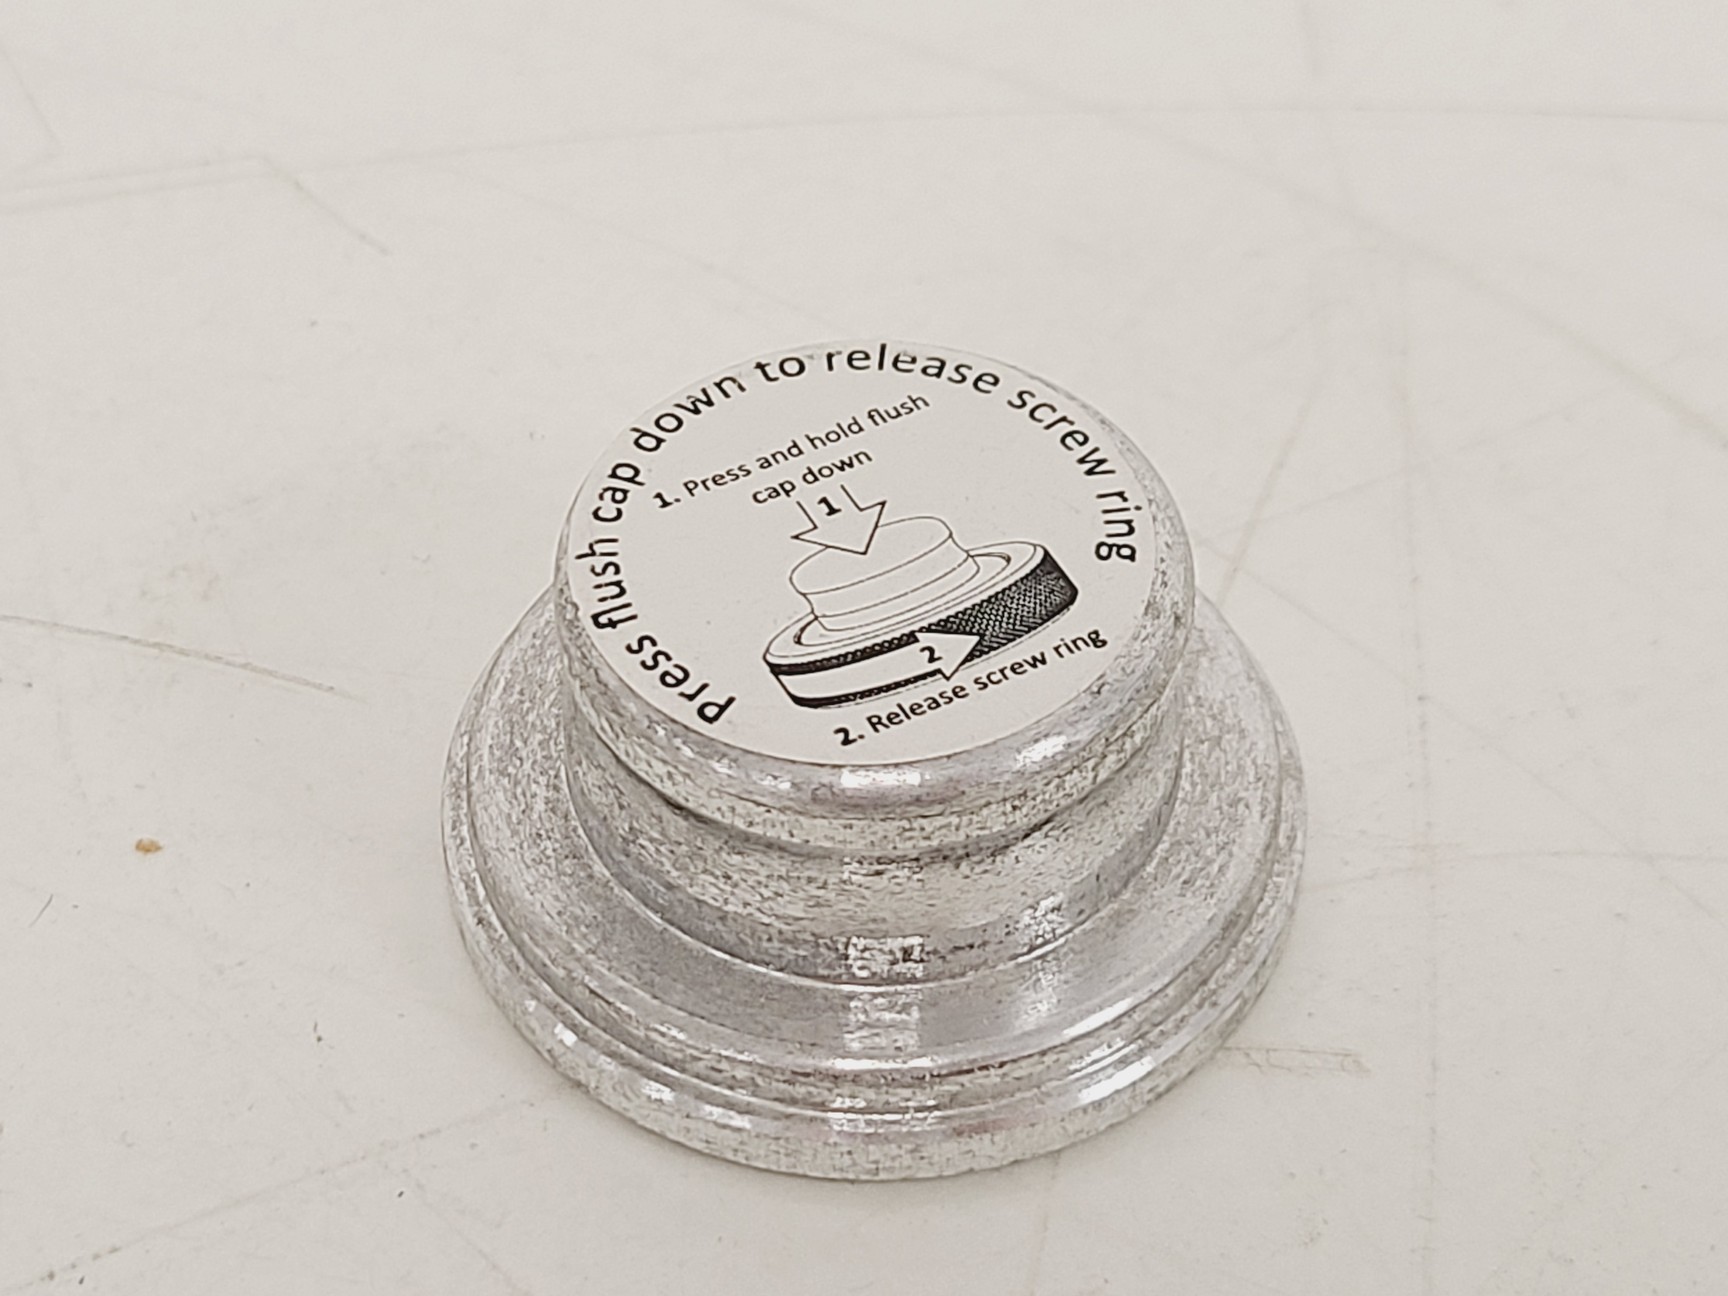 Press flush cap down to release screw ring
1. Press and hold flush
cap down
1
2
2. Release screw ring